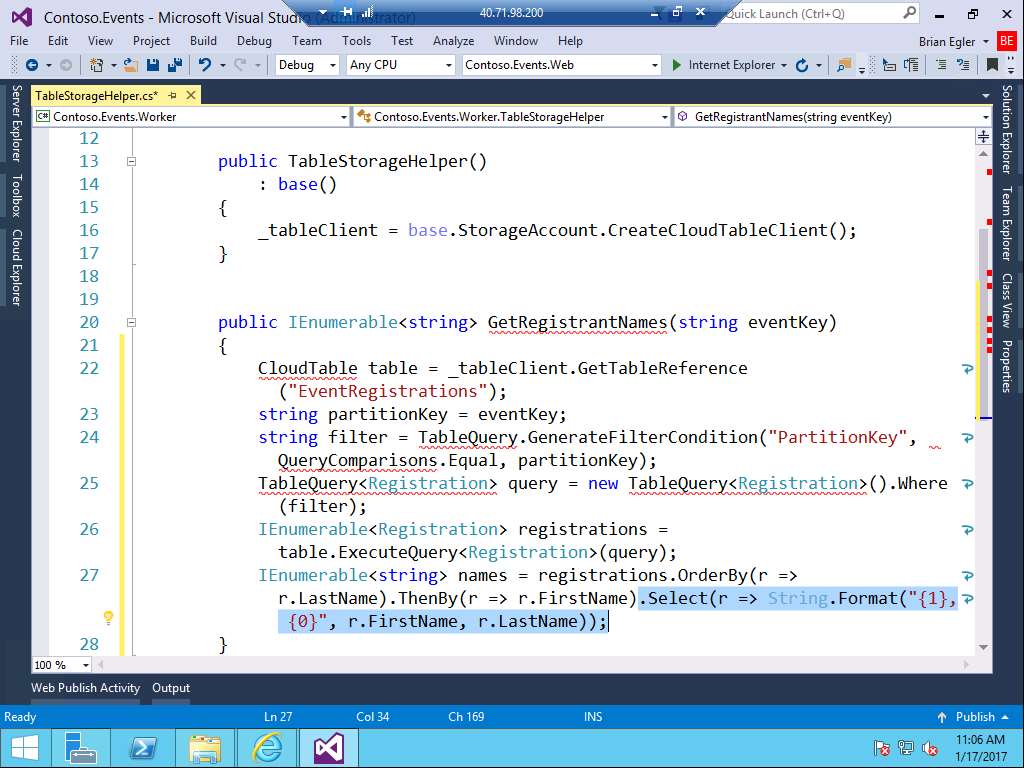 Contoso.Events - Microsoft Visual Studio (Administrator)
40.71.98.200
Quick Launch (Ctrl+Q)
File Edit View Project Build Debug Team Tools Test Analyze Window Help
Brian Egler BE
Debug Any CPU Contoso.Events.Web Internet Explorer
TableStorageHelper.cs*
C# Contoso.Events.Worker Contoso.Events.Worker.TableStorageHelper GetRegistrantNames(string eventKey)
Server Explorer
Toolbox
Cloud Explorer
12
13 public TableStorageHelper()
14 : base()
15 {
16 _tableClient = base.StorageAccount.CreateCloudTableClient();
17 }
18
19
20 public IEnumerable<string> GetRegistrantNames(string eventKey)
21 {
22 CloudTable table = _tableClient.GetTableReference
("EventRegistrations");
23 string partitionKey = eventKey;
24 string filter = TableQuery.GenerateFilterCondition("PartitionKey",
QueryComparisons.Equal, partitionKey);
25 TableQuery<Registration> query = new TableQuery<Registration>().Where
(filter);
26 IEnumerable<Registration> registrations =
table.ExecuteQuery<Registration>(query);
27 IEnumerable<string> names = registrations.OrderBy(r =>
r.LastName).ThenBy(r => r.FirstName).Select(r => String.Format("{1},
{0}", r.FirstName, r.LastName));
28 }
Solution Explorer
Team Explorer
Class View
Properties
100 %
Web Publish Activity Output
Ready Ln 27 Col 34 Ch 169 INS Publish
11:06 AM
1/17/2017